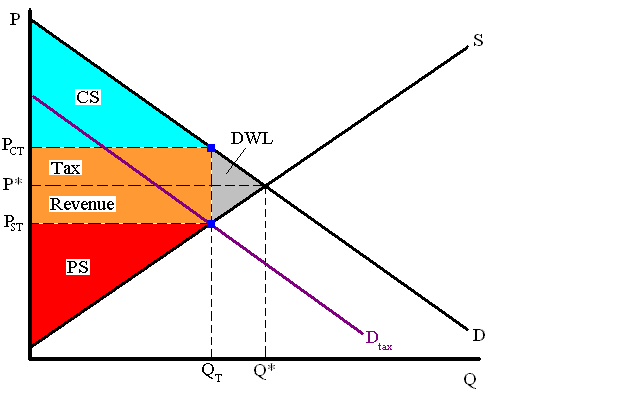 P
S
CS
DWL
P_CT
Tax
P*
Revenue
P_ST
PS
D
D_tax
Q_T
Q*
Q